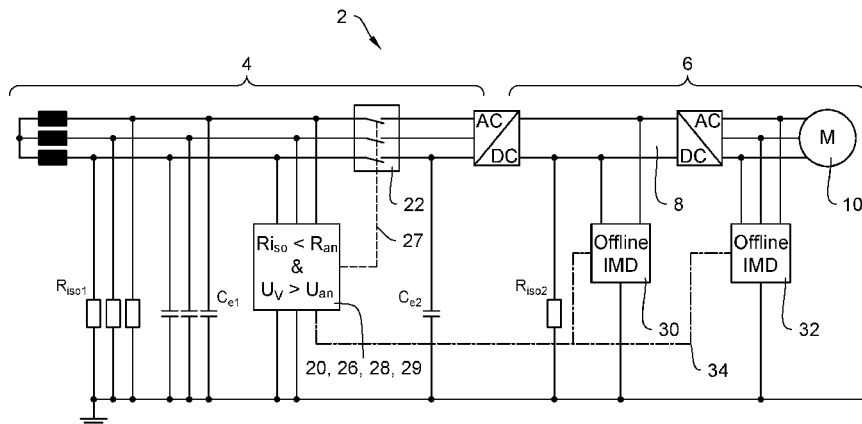 2
4
6
AC
DC
AC
DC
M
10
22
27
8
Riso < Ran
&
UV > Uan
Offline
IMD
Offline
IMD
Riso1
Ce1
Ce2
Riso2
30
32
20, 26, 28, 29
34